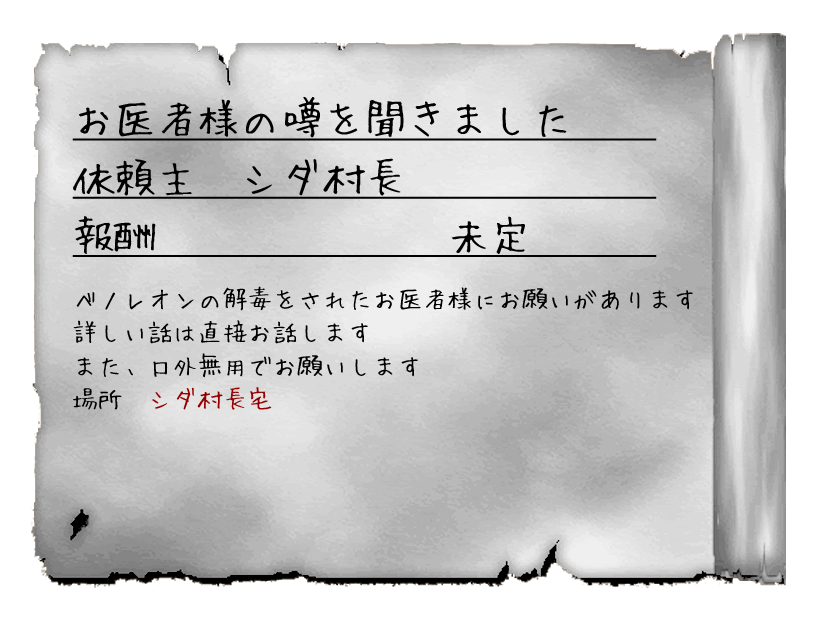 お医者様の噂を聞きました
依頼主　シダ村長
報酬　未定
ベノレオンの解毒をされたお医者様にお願いがあります
詳しい話は直接お話します
また、口外無用でお願いします
場所　シダ村長宅